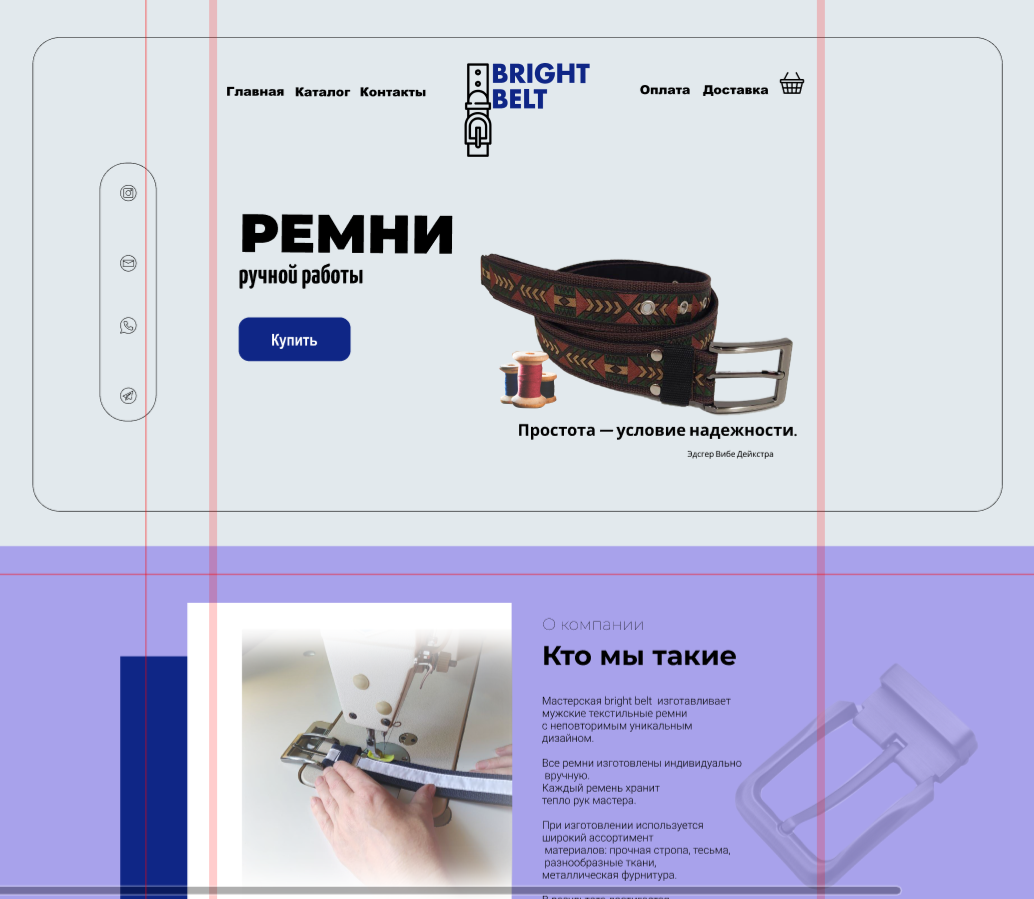 Главная Каталог Контакты
BRIGHT
BELT
Оплата Доставка
РЕМНИ
ручной работы
Купить
Простота — условие надежности.
Эдсгер Вибе Дейкстра
О компании
Кто мы такие
Мастерская bright belt изготавливает
мужские текстильные ремни
с неповторимым уникальным
дизайном.
Все ремни изготовлены индивидуально
вручную.
Каждый ремень хранит
тепло рук мастера.
При изготовлении используется
широкий ассортимент
материалов: прочная стропа, тесьма,
разнообразные ткани,
металлическая фурнитура.